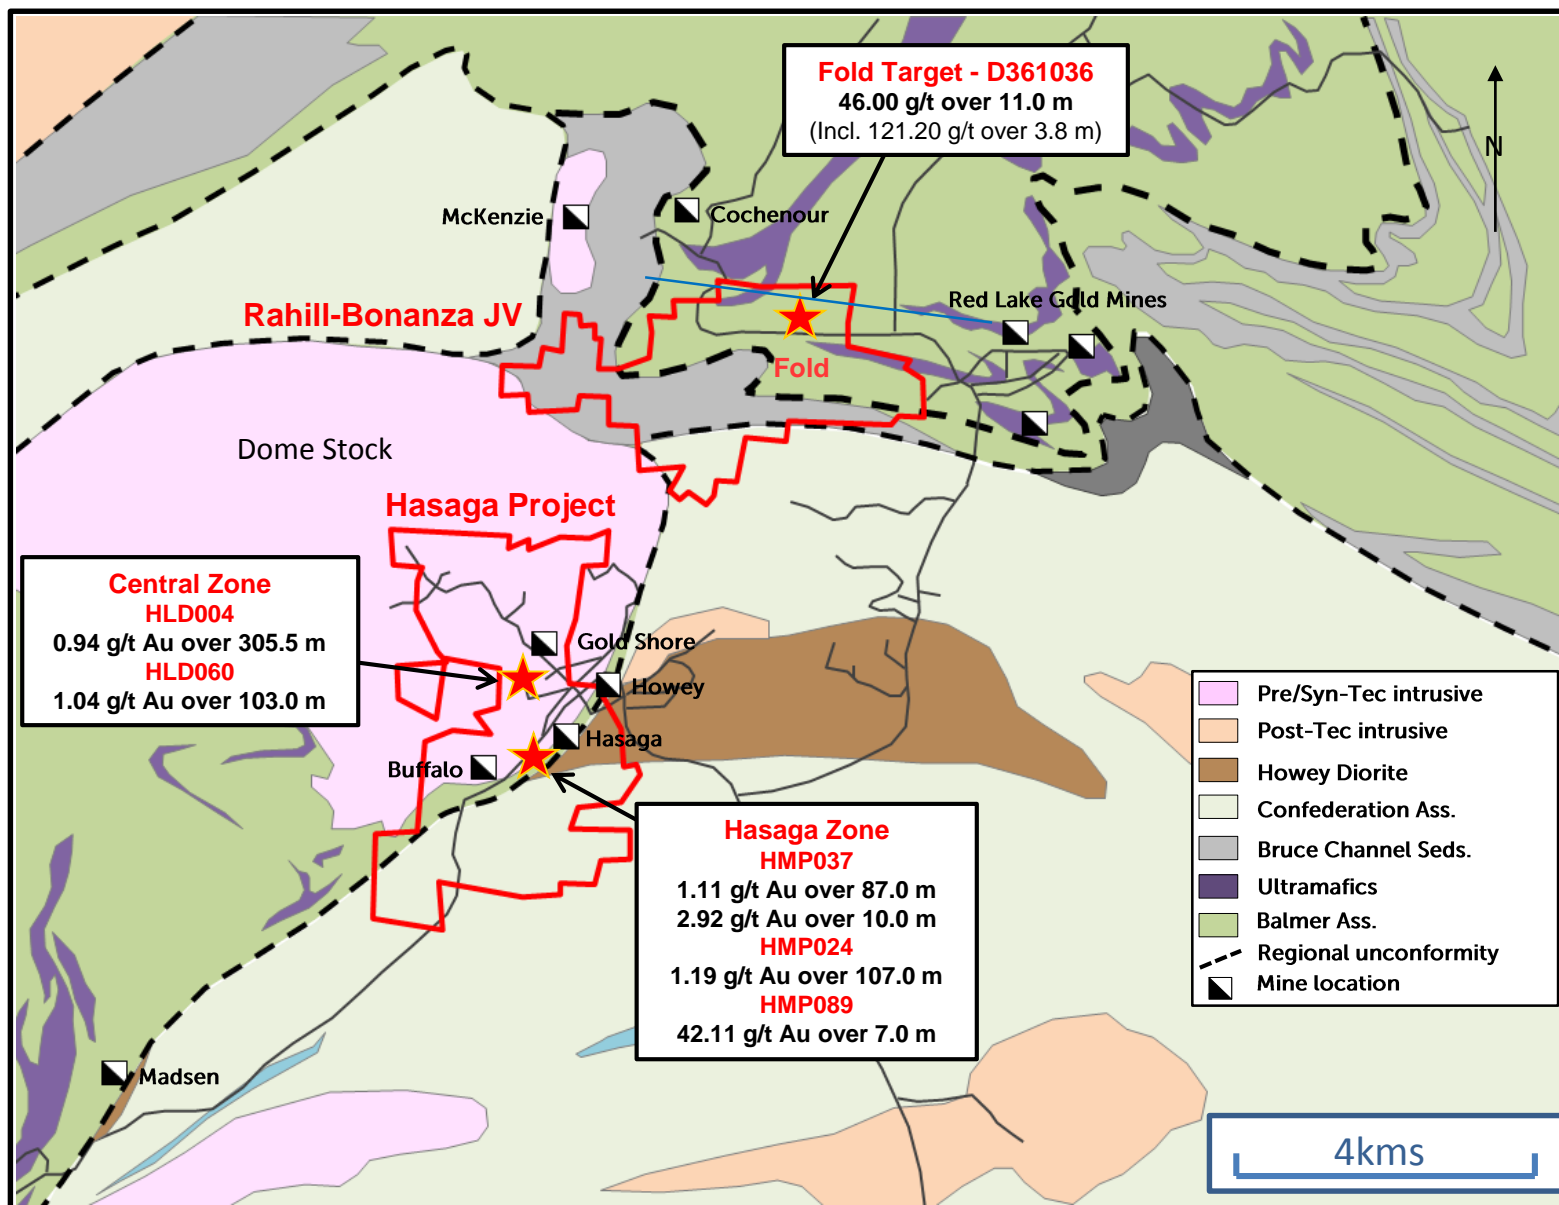 Fold Target - D361036
46.00 g/t over 11.0 m
(Incl. 121.20 g/t over 3.8 m)
N
McKenzie
Cochenour
Rahill-Bonanza JV
Red Lake Gold Mines
Fold
Dome Stock
Hasaga Project
Central Zone
HLD004
0.94 g/t Au over 305.5 m
HLD060
1.04 g/t Au over 103.0 m
Gold Shore
Howey
Hasaga
Buffalo
Hasaga Zone
HMP037
1.11 g/t Au over 87.0 m
2.92 g/t Au over 10.0 m
HMP024
1.19 g/t Au over 107.0 m
HMP089
42.11 g/t Au over 7.0 m
Pre/Syn-Tec intrusive
Post-Tec intrusive
Howey Diorite
Confederation Ass.
Bruce Channel Seds.
Ultramafics
Balmer Ass.
Regional unconformity
Mine location
Madsen
4kms